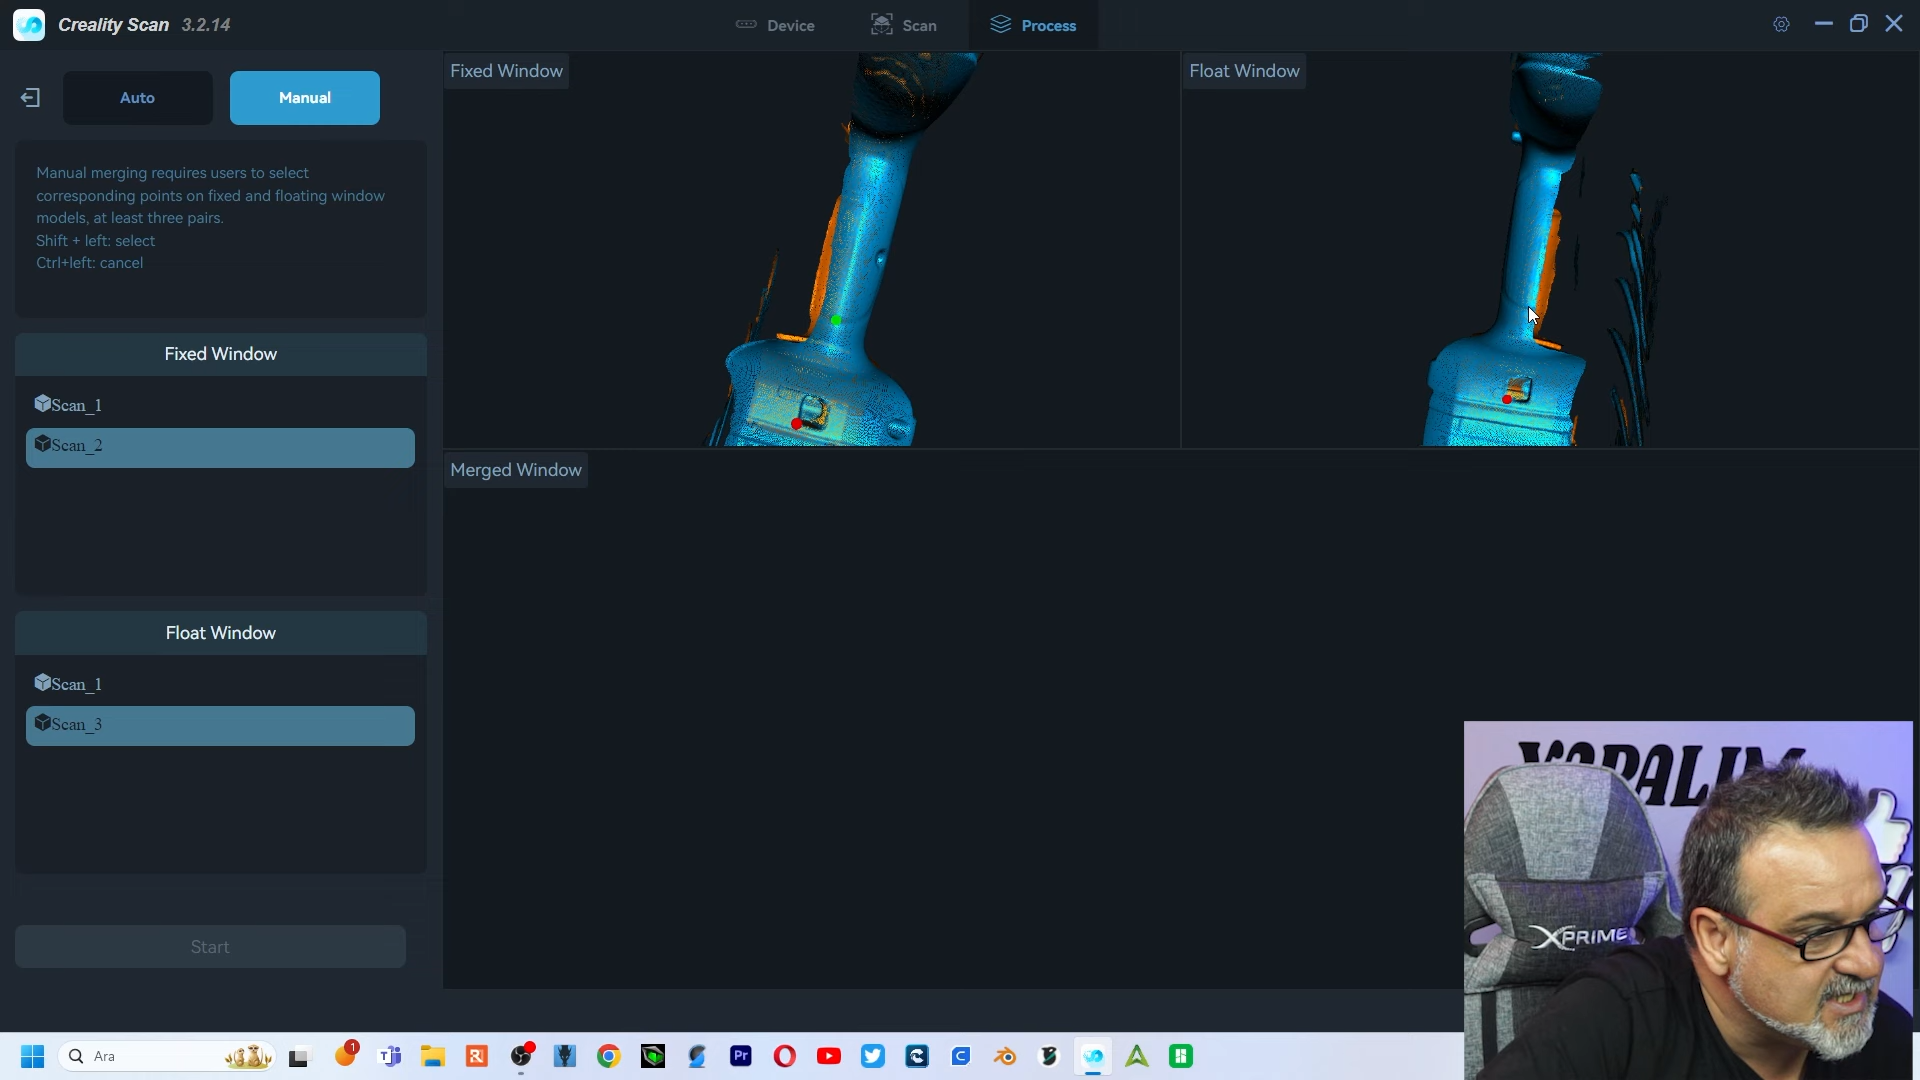 Creality Scan 3.2.14
Device
Scan
Process
Auto
Manual
Manual merging requires users to select
corresponding points on fixed and floating window
models, at least three pairs.
Shift + left: select
Ctrl+left: cancel
Fixed Window
Scan_1
Scan_2
Float Window
Scan_1
Scan_3
Start
Fixed Window
Float Window
Merged Window
XPRIME
Ara
1
Pr